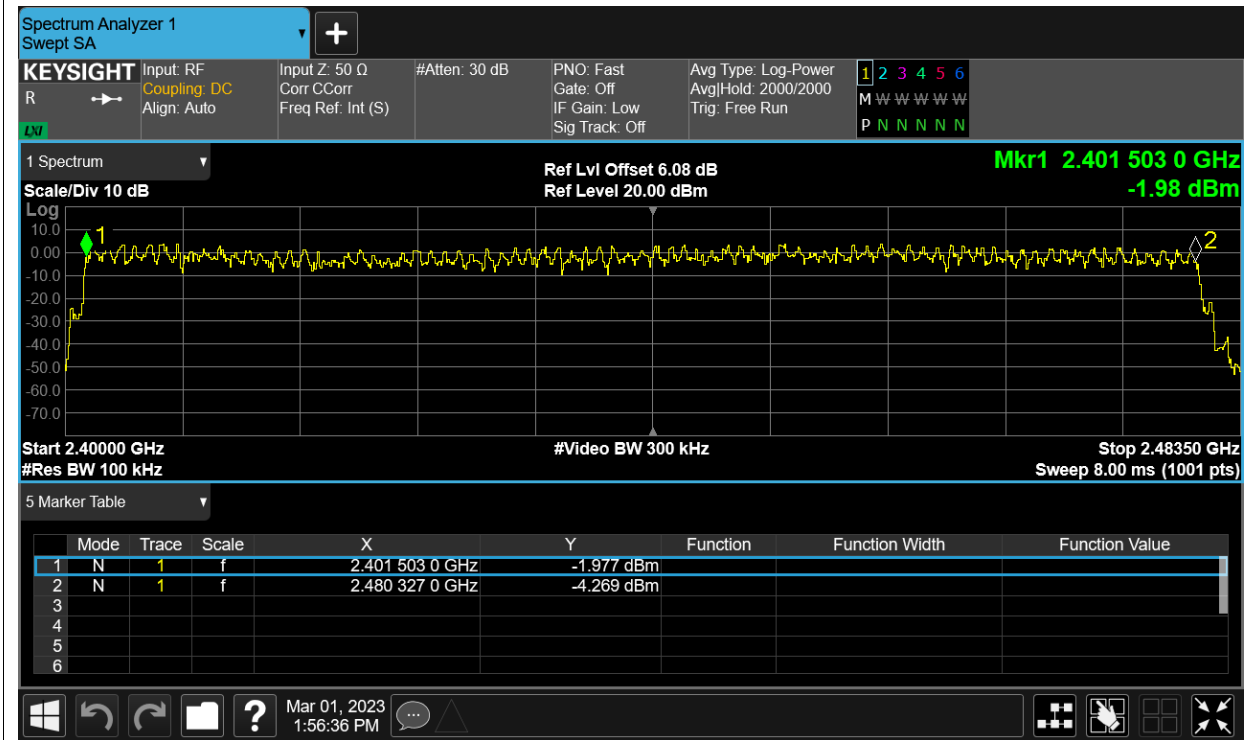 Spectrum Analyzer 1
Swept SA
KEYSIGHT
R
LXI
Input: RF
Coupling: DC
Align: Auto
Input Z: 50 Ω
Corr CCorr
Freq Ref: Int (S)
#Atten: 30 dB
PNO: Fast
Gate: Off
IF Gain: Low
Sig Track: Off
Avg Type: Log-Power
Avg|Hold: 2000/2000
Trig: Free Run
1 2 3 4 5 6
M W W W W W
P N N N N N
1 Spectrum
Scale/Div 10 dB
Log
Ref Lvl Offset 6.08 dB
Ref Level 20.00 dBm
Mkr1 2.401 503 0 GHz
-1.98 dBm
10.0
0.00
-10.0
-20.0
-30.0
-40.0
-50.0
-60.0
-70.0
1
2
Start 2.40000 GHz
#Res BW 100 kHz
#Video BW 300 kHz
Stop 2.48350 GHz
Sweep 8.00 ms (1001 pts)
5 Marker Table
Mode Trace Scale X Y Function Function Width Function Value
1 N 1 f 2.401 503 0 GHz -1.977 dBm
2 N 1 f 2.480 327 0 GHz -4.269 dBm
3
4
5
6
?
Mar 01, 2023
1:56:36 PM